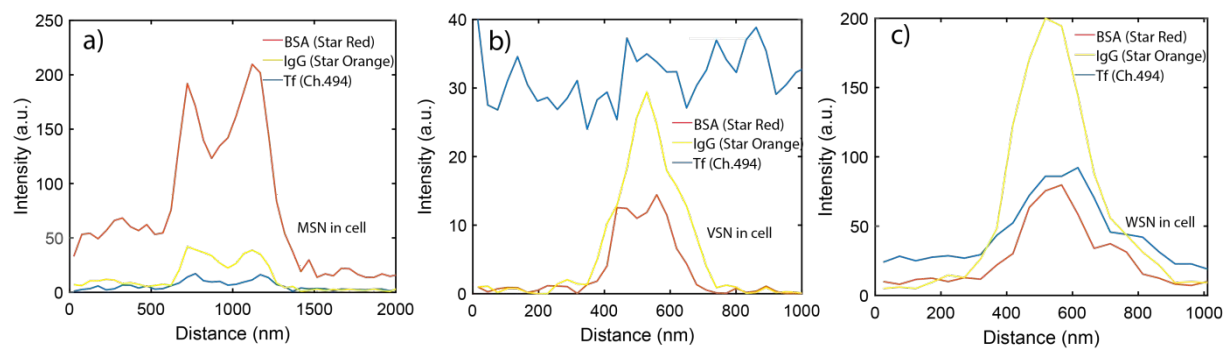 a)
BSA (Star Red)
IgG (Star Orange)
Tf (Ch.494)
250
200
150
100
50
0
Intensity (a.u.)
MSN in cell
0 500 1000 1500 2000
Distance (nm)
b)
BSA (Star Red)
IgG (Star Orange)
Tf (Ch.494)
40
30
20
10
0
Intensity (a.u.)
VSN in cell
0 200 400 600 800 1000
Distance (nm)
c)
BSA (Star Red)
IgG (Star Orange)
Tf (Ch.494)
200
150
100
50
0
Intensity (a.u.)
WSN in cell
0 200 400 600 800 1000
Distance (nm)